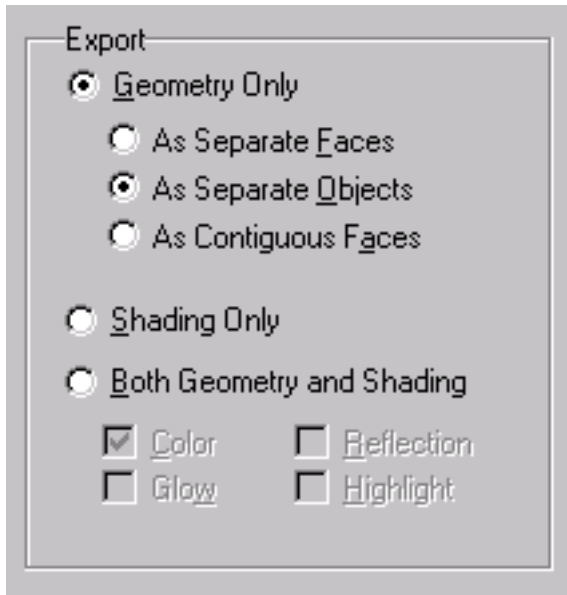 Export
Geometry Only
As Separate Faces
As Separate Objects
As Contiguous Faces
Shading Only
Both Geometry and Shading
Color Reflection
Glow Highlight